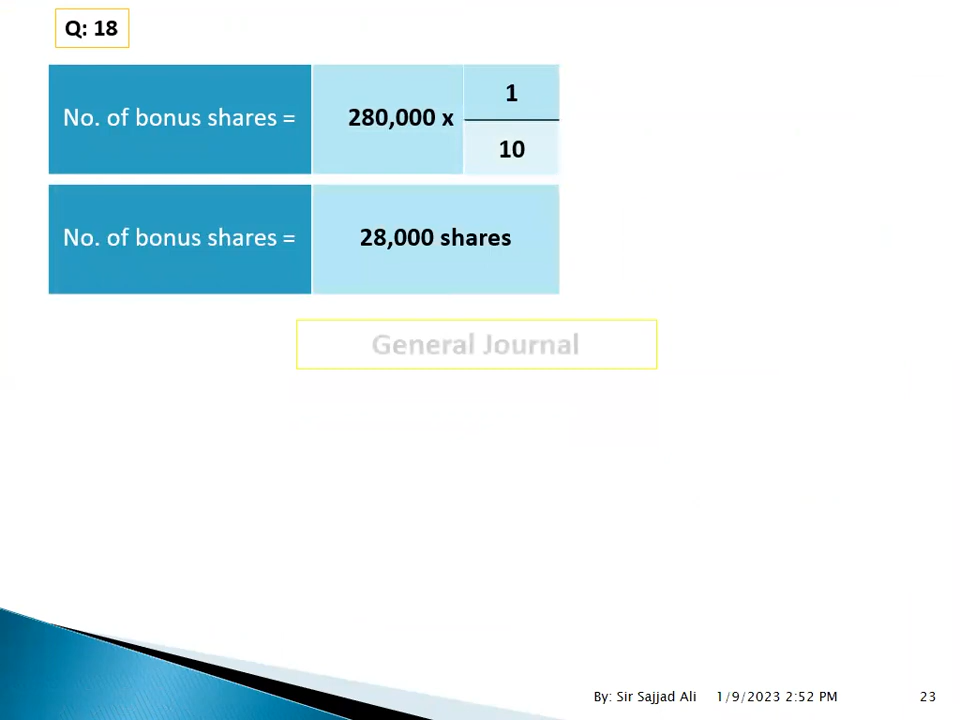 Q: 18
No. of bonus shares = 280,000 x 1
10
No. of bonus shares = 28,000 shares
General Journal
By: Sir Sajjad Ali 1/9/2023 2:52 PM 23